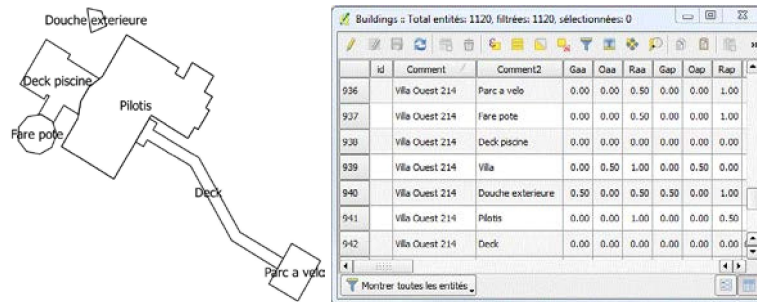 Douche exterieure
Deck piscine
Pilotis
Fare pote
Deck
Parc a velo
Buildings :: Total entités: 1120, filtrées: 1120, sélectionnées: 0
id Comment Comment2 Gaa Oaa Raa Gap Oap Rap
936 Villa Ouest 214 Parc a velo 0.00 0.00 0.50 0.00 0.00 1.00
937 Villa Ouest 214 Fare pote 0.00 0.00 0.50 0.00 0.00 1.00
938 Villa Ouest 214 Deck piscine 0.00 0.00 0.00 0.00 0.00 0.00
939 Villa Ouest 214 Villa 0.00 0.50 1.00 0.00 0.50 0.00
940 Villa Ouest 214 Douche exterieure 0.50 0.00 0.50 0.50 0.00 1.00
941 Villa Ouest 214 Pilotis 0.00 0.00 1.00 0.00 0.00 0.50
942 Villa Ouest 214 Deck 0.00 0.00 0.00 0.00 0.00 0.00
Montrer toutes les entités